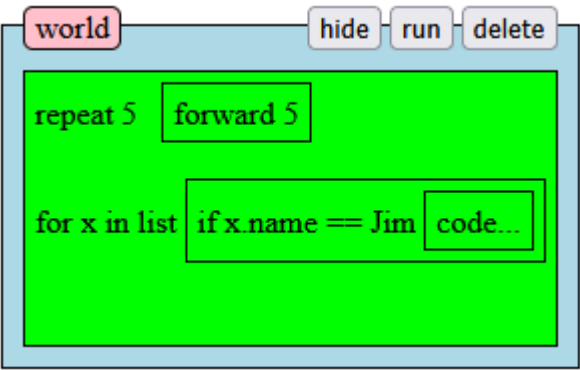 world hide run delete
repeat 5 forward 5
for x in list if x.name == Jim code...